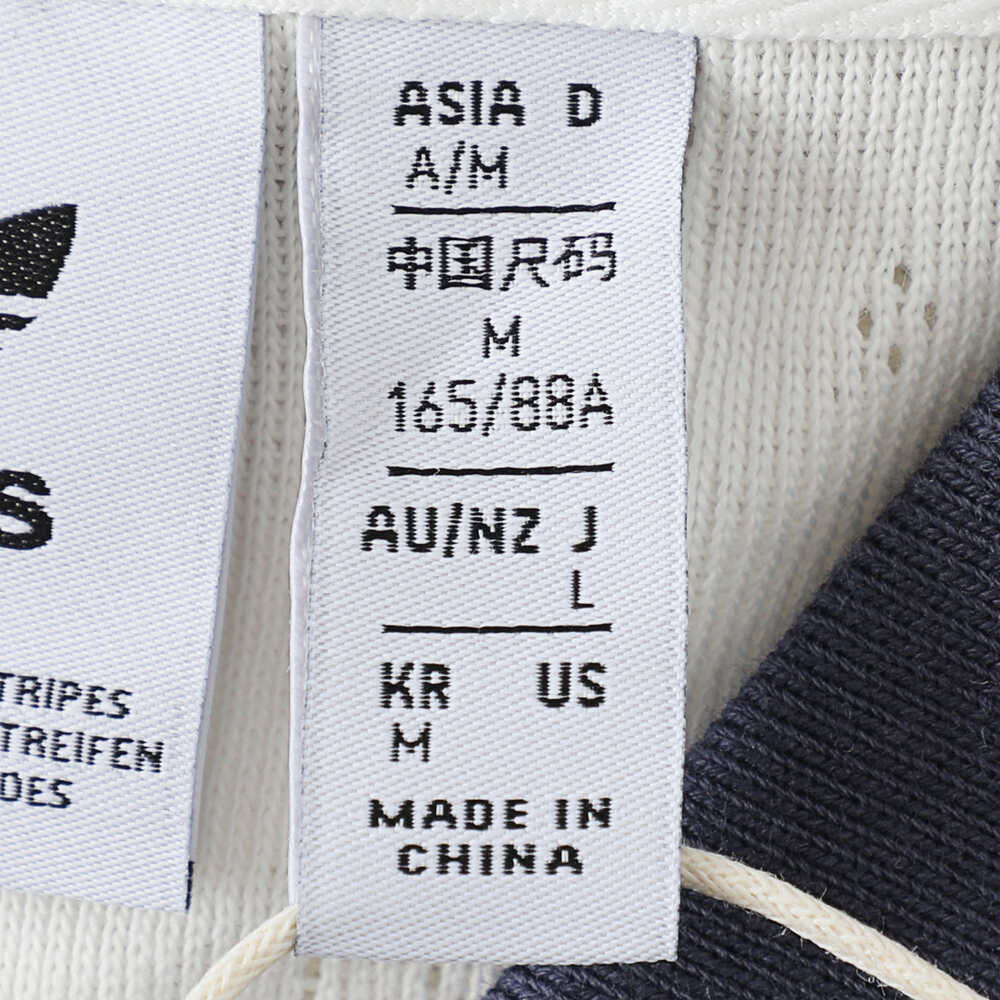 ASIA D
A/M
中国尺码
M
165/88A
AU/NZ J
L
KR US
M
MADE IN
CHINA
S
TRIPES
TREIFEN
DES